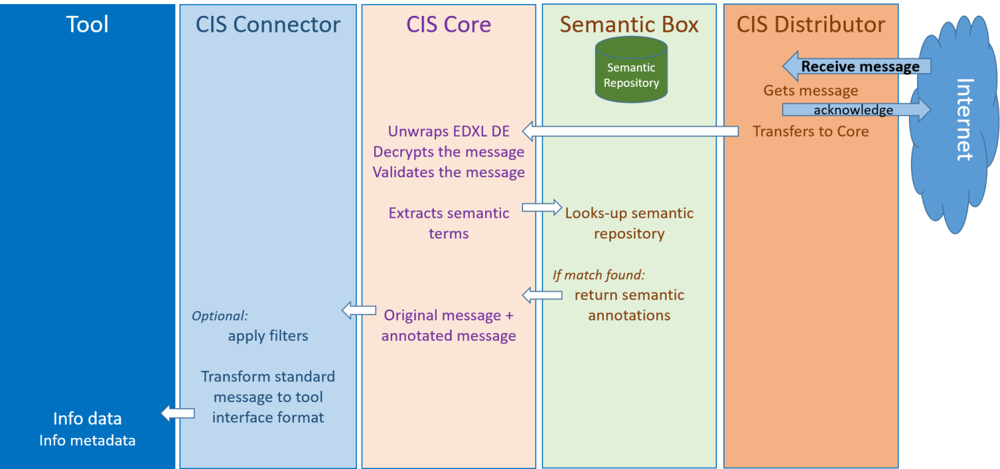 Tool
CIS Connector
CIS Core
Semantic Box
CIS Distributor
Semantic
Repository
Receive message
Gets message
acknowledge
Internet
Transfers to Core
Unwraps EDXL DE
Decrypts the message
Validates the message
Extracts semantic
terms
Looks-up semantic
repository
If match found:
return semantic
annotations
Original message +
annotated message
Optional:
apply filters
Transform standard
message to tool
interface format
Info data
Info metadata